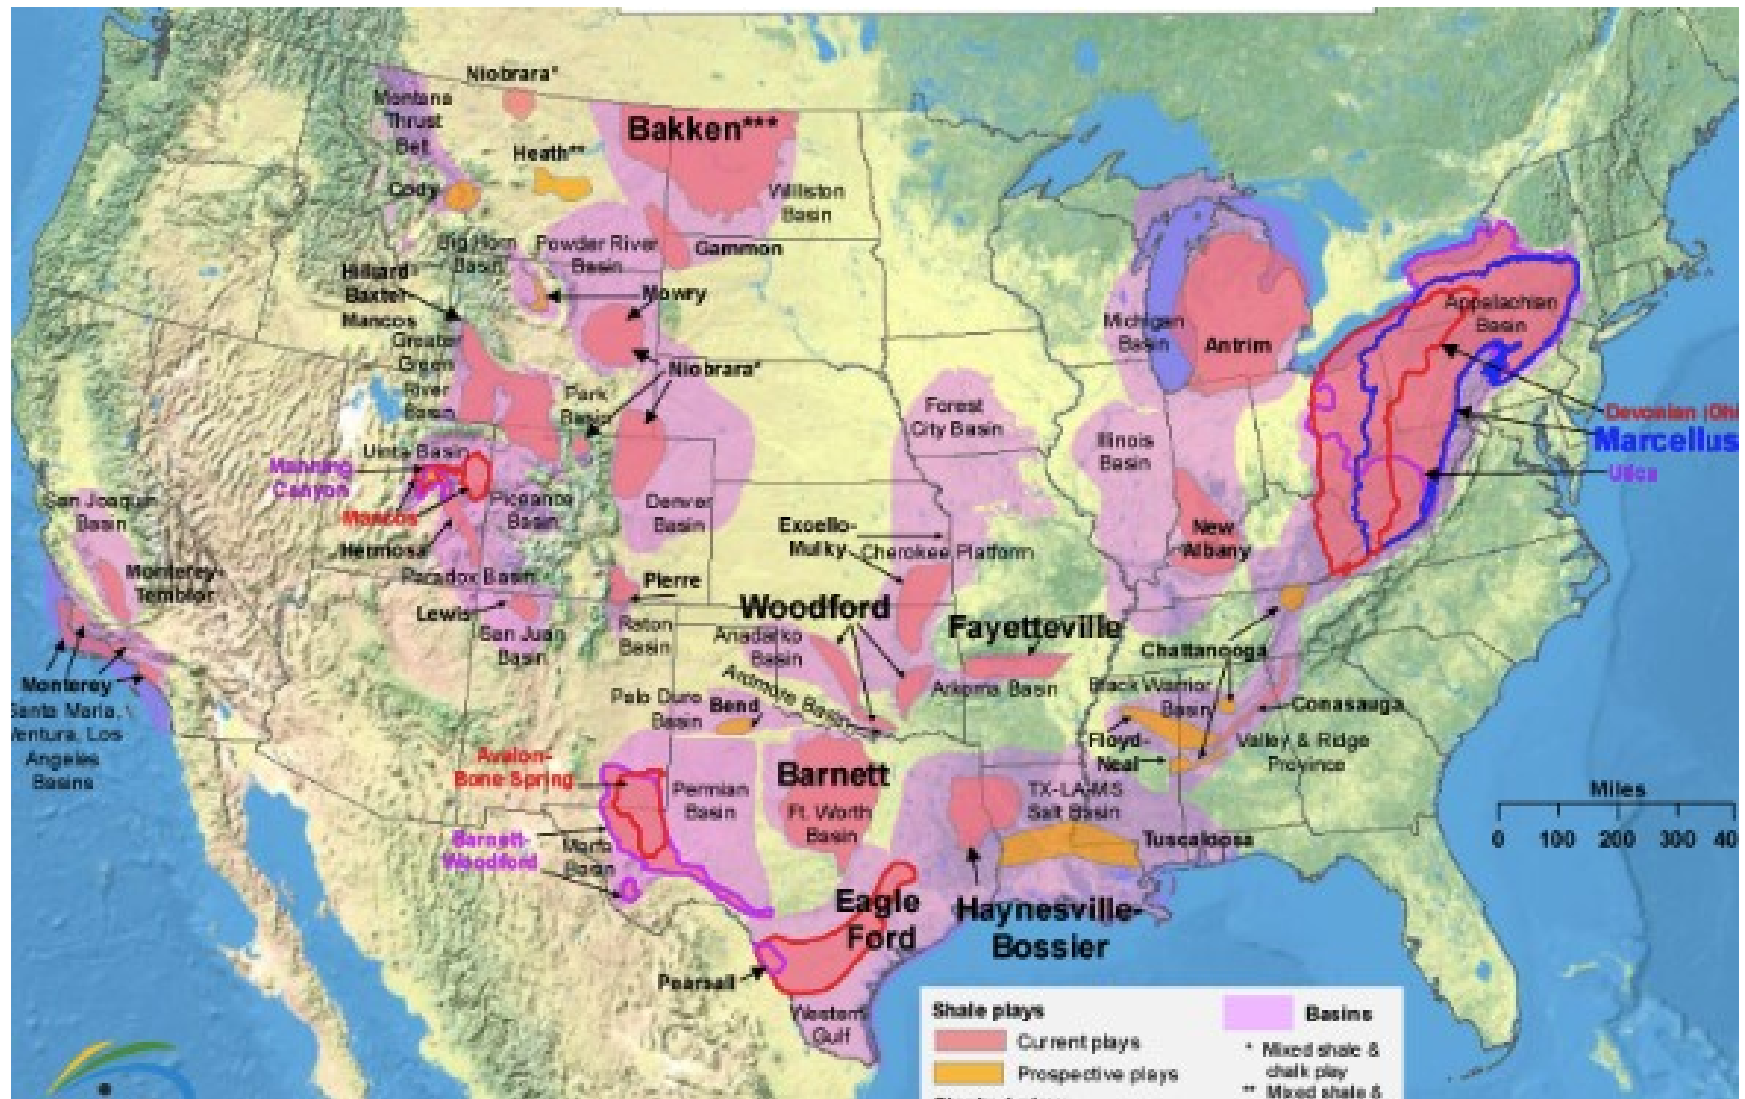 Niobrara*
Montana
Thrust
Belt
Bakken***
Heath**
Cody
Williston
Basin
Big Horn
Basin
Powder River
Basin
Gammon
Hilliard
Baxter
Mancos
Mowry
Greater
Green
River
Basin
Niobrara*
Park
Basin
Michigan
Basin
Antrim
Appalachian
Basin
Devonian (Ohi
Marcellus
Utica
Forest
City Basin
Illinois
Basin
Uinta Basin
Manning
Canyon
Mancos
Piceance
Basin
Denver
Basin
San Joaquin
Basin
Hermosa
Excello-
Mulky
Cherokee Platform
New
Albany
Paradox Basin
Pierre
Monterey-
Temblor
Lewis
San Juan
Basin
Raton
Basin
Woodford
Anadarko
Basin
Fayetteville
Chattanooga
Arkoma Basin
Ardmore Basin
Palo Duro
Basin
Bend
Black Warrior
Basin
Conasauga
Monterey
Santa Maria,
Ventura, Los
Angeles
Basins
Floyd-
Neal
Valley & Ridge
Province
Avalon-
Bone Spring
Permian
Basin
Barnett
Ft. Worth
Basin
TX-LA-MS
Salt Basin
Tuscaloosa
Barnett-
Woodford
Marfa
Basin
Eagle
Ford
Haynesville-
Bossier
Pearsall
Western
Gulf
Miles
0 100 200 300 40
Shale plays
Current plays
Prospective plays
Basins
* Mixed shale &
chalk play
** Mixed shale &